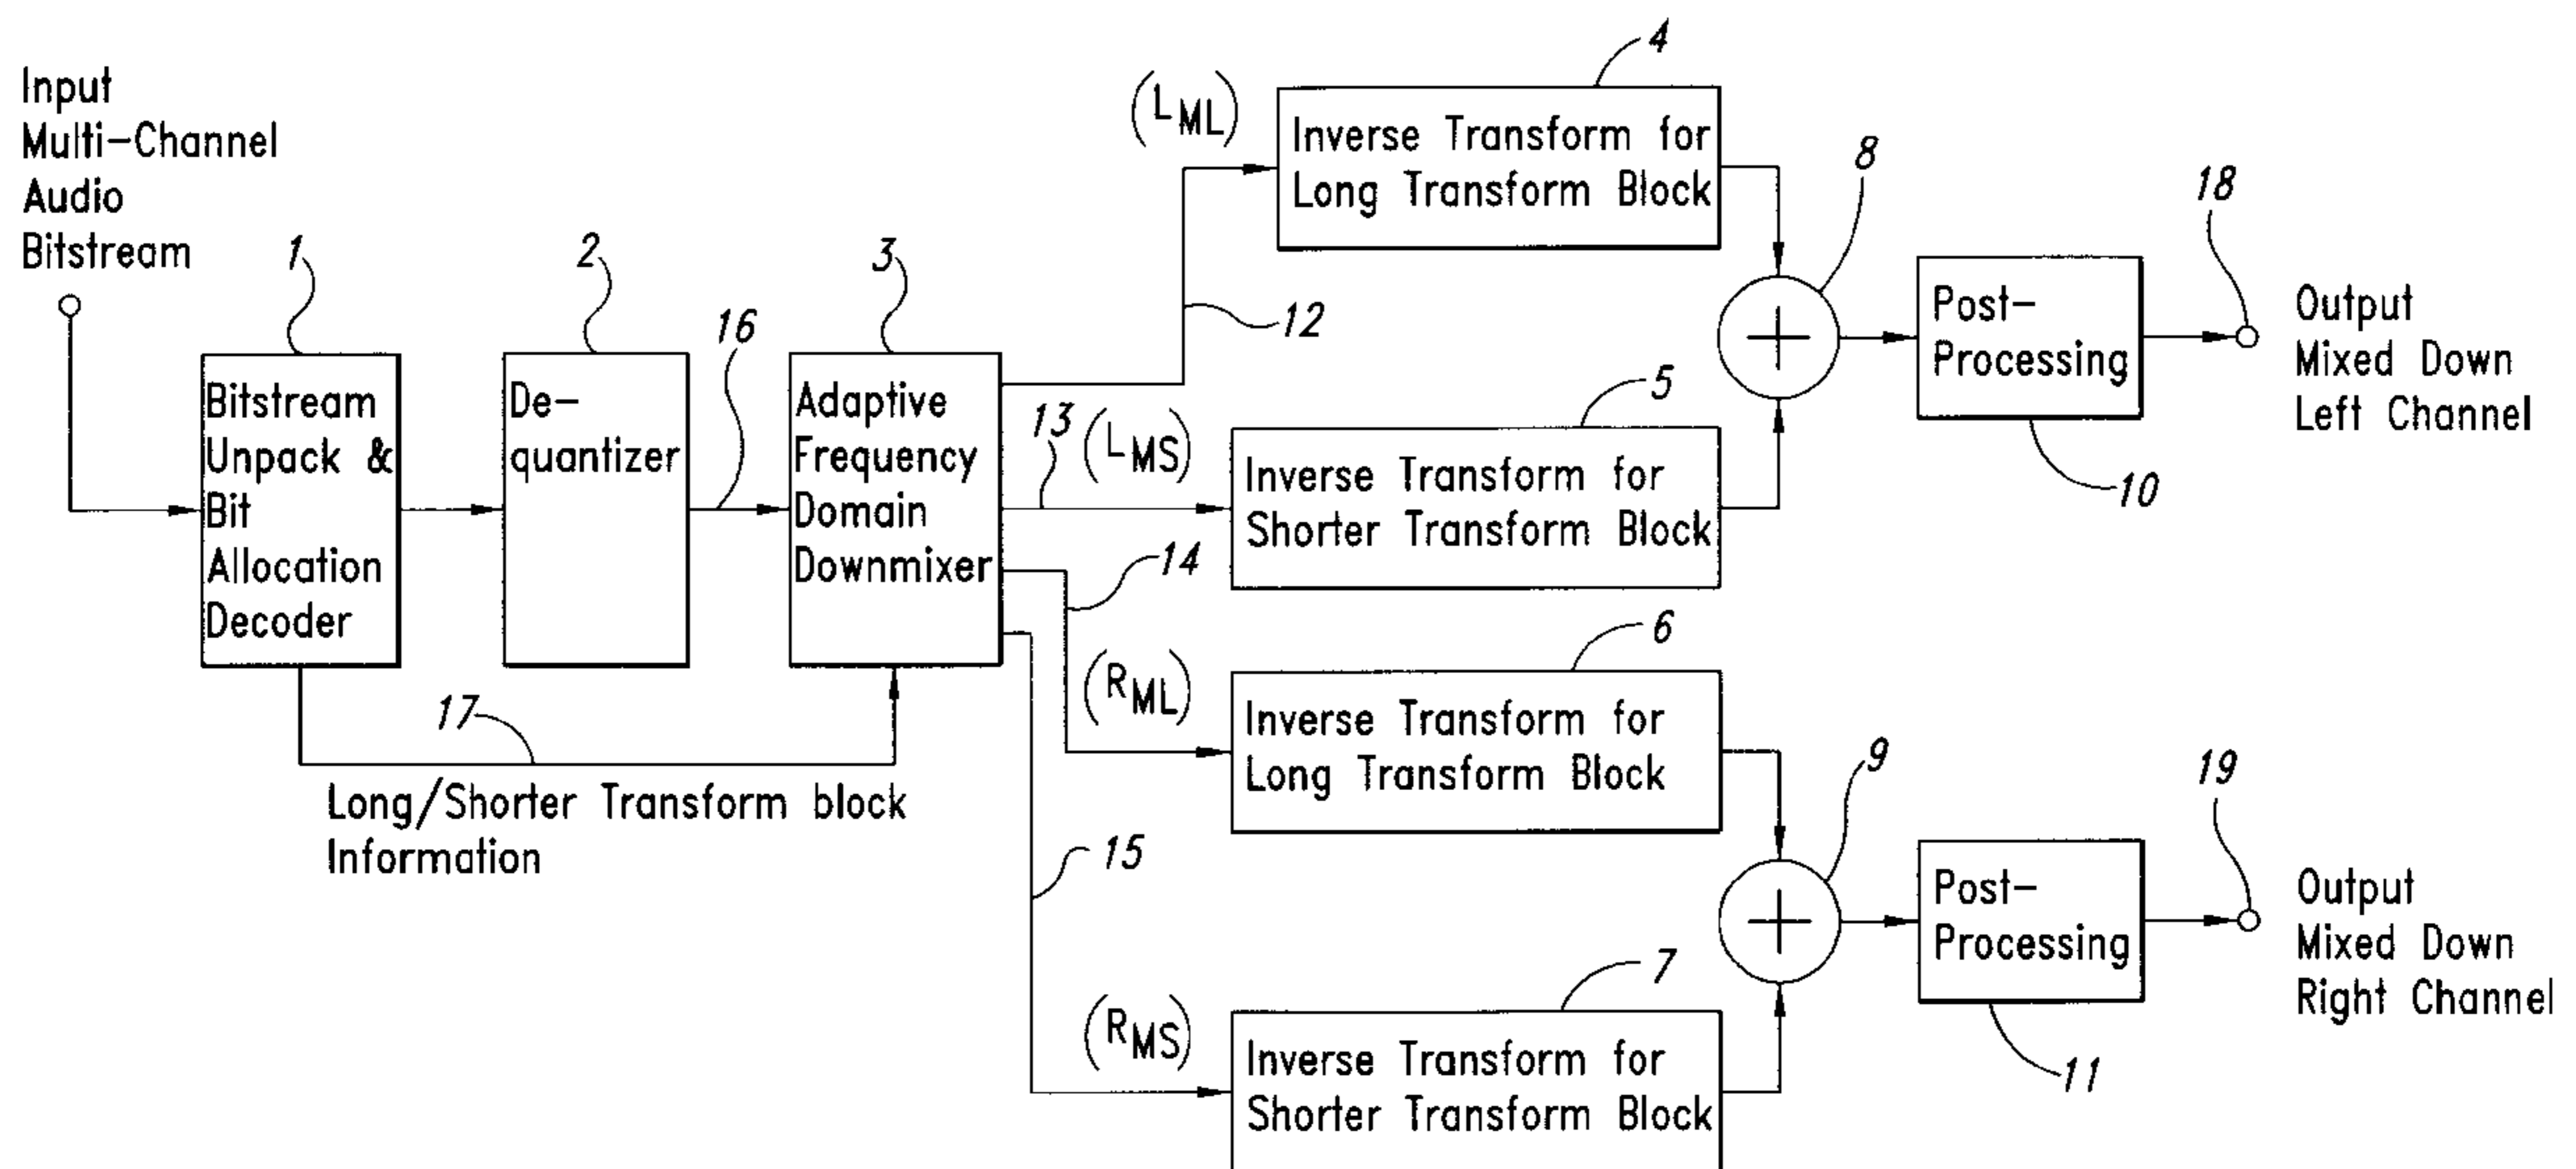 Input
Multi-Channel
Audio
Bitstream
1
Bitstream
Unpack &
Bit
Allocation
Decoder
2
De-
quantizer
16
3
Adaptive
Frequency
Domain
Downmixer
17
Long/Shorter Transform block
Information
12
13
14
15
(LML)
4
Inverse Transform for
Long Transform Block
(LMS)
5
Inverse Transform for
Shorter Transform Block
(RML)
6
Inverse Transform for
Long Transform Block
(RMS)
7
Inverse Transform for
Shorter Transform Block
8
+
Post-
Processing
10
18
Output
Mixed Down
Left Channel
9
+
Post-
Processing
11
19
Output
Mixed Down
Right Channel